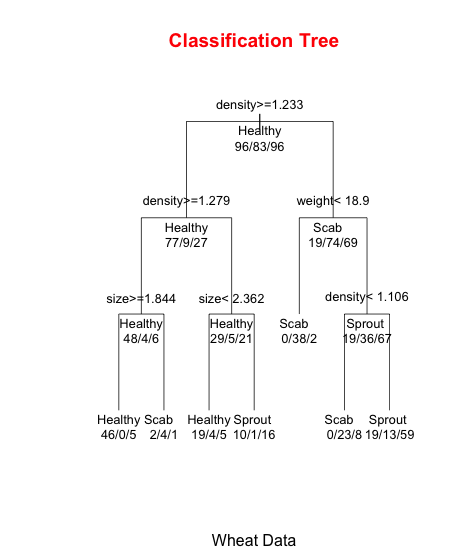 Classification Tree
density>=1.233
Healthy
96/83/96
density>=1.279
weight< 18.9
Healthy
Scab
77/9/27
19/74/69
size>=1.844
size< 2.362
density< 1.106
Healthy
Healthy
Scab
Sprout
48/4/6
29/5/21
0/38/2
19/36/67
Healthy
Scab
Healthy
Sprout
Scab
Sprout
46/0/5
2/4/1
19/4/5
10/1/16
0/23/8
19/13/59
Wheat Data